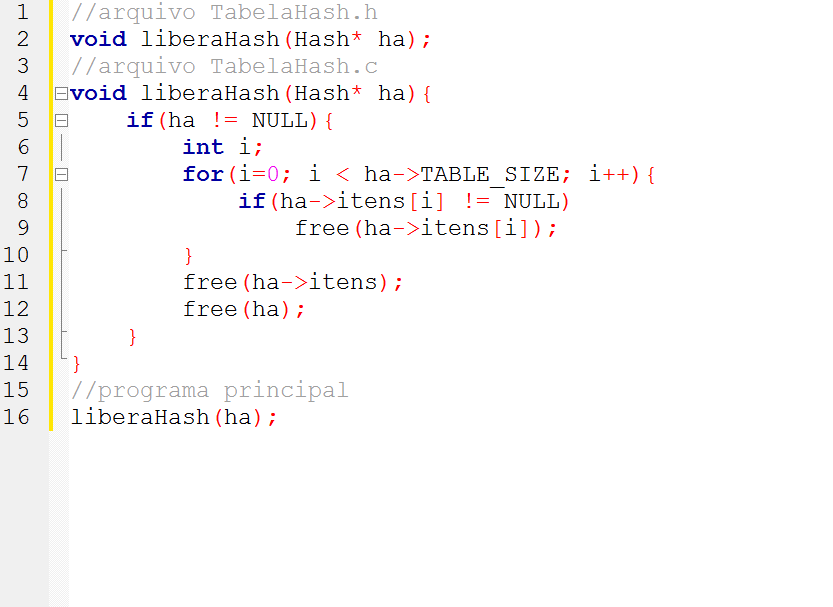 1 //arquivo TabelaHash.h
2 void liberaHash(Hash* ha);
3 //arquivo TabelaHash.c
4 void liberaHash(Hash* ha){
5     if(ha != NULL){
6         int i;
7         for(i=0; i < ha->TABLE_SIZE; i++){
8             if(ha->itens[i] != NULL)
9                 free(ha->itens[i]);
10         }
11         free(ha->itens);
12         free(ha);
13     }
14 }
15 //programa principal
16 liberaHash(ha);